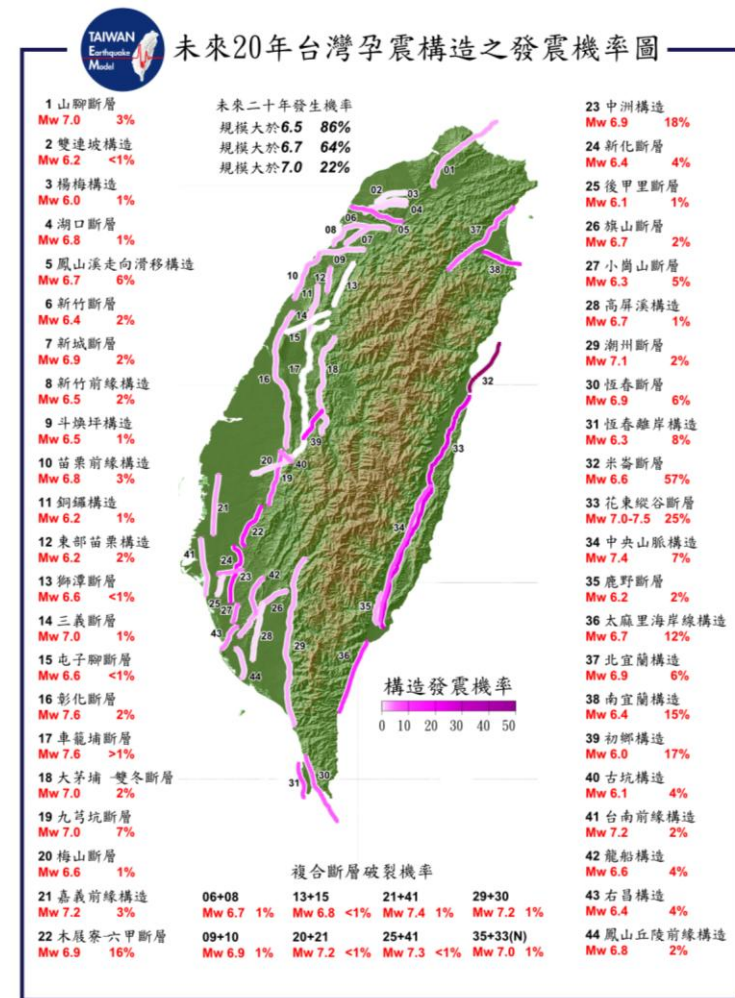 TAIWAN
Earthquake
Model
未來20年台灣孕震構造之發震機率圖
未來二十年發生機率
規模大於6.5 86%
規模大於6.7 64%
規模大於7.0 22%
1 山腳斷層
Mw 7.0 3%
2 雙連坡構造
Mw 6.2 <1%
3 楊梅構造
Mw 6.0 1%
4 湖口斷層
Mw 6.8 1%
5 鳳山溪走向滑移構造
Mw 6.7 6%
6 新竹斷層
Mw 6.4 2%
7 新城斷層
Mw 6.9 2%
8 新竹前緣構造
Mw 6.5 2%
9 斗煥坪構造
Mw 6.5 1%
10 苗栗前緣構造
Mw 6.8 3%
11 銅鑼構造
Mw 6.2 1%
12 東部苗栗構造
Mw 6.2 2%
13 獅潭斷層
Mw 6.6 <1%
14 三義斷層
Mw 7.0 1%
15 屯子腳斷層
Mw 6.6 <1%
16 彰化斷層
Mw 7.6 2%
17 車籠埔斷層
Mw 7.6 >1%
18 大茅埔–雙冬斷層
Mw 7.0 2%
19 九芎坑斷層
Mw 7.0 7%
20 梅山斷層
Mw 6.6 1%
21 嘉義前緣構造
Mw 7.2 3%
22 木屐寮–六甲斷層
Mw 6.9 16%
01
02
03
04
05
06
07
08
09
10
11
12
13
14
15
16
17
18
19
20
21
22
23
24
25
26
27
28
29
30
31
32
33
34
35
36
37
38
39
40
41
42
43
44
構造發震機率
0 10 20 30 40 50
23 中洲構造
Mw 6.9 18%
24 新化斷層
Mw 6.4 4%
25 後甲里斷層
Mw 6.1 1%
26 旗山斷層
Mw 6.7 2%
27 小崗山斷層
Mw 6.3 5%
28 高屏溪構造
Mw 6.7 1%
29 潮州斷層
Mw 7.1 2%
30 恆春斷層
Mw 6.9 6%
31 恆春離岸構造
Mw 6.3 8%
32 米崙斷層
Mw 6.6 57%
33 花東縱谷斷層
Mw 7.0-7.5 25%
34 中央山脈構造
Mw 7.4 7%
35 鹿野斷層
Mw 6.2 2%
36 太麻里海岸線構造
Mw 6.7 12%
37 北宜蘭構造
Mw 6.9 6%
38 南宜蘭構造
Mw 6.4 15%
39 初鄉構造
Mw 6.0 17%
40 古坑構造
Mw 6.1 4%
41 台南前緣構造
Mw 7.2 2%
42 龍船構造
Mw 6.6 4%
43 右昌構造
Mw 6.4 4%
44 鳳山丘陵前緣構造
Mw 6.8 2%
複合斷層破裂機率
06+08 13+15 21+41 29+30
Mw 6.7 1% Mw 6.8 <1% Mw 7.4 1% Mw 7.2 1%
09+10 20+21 25+41 35+33(N)
Mw 6.9 1% Mw 7.2 <1% Mw 7.3 <1% Mw 7.0 1%